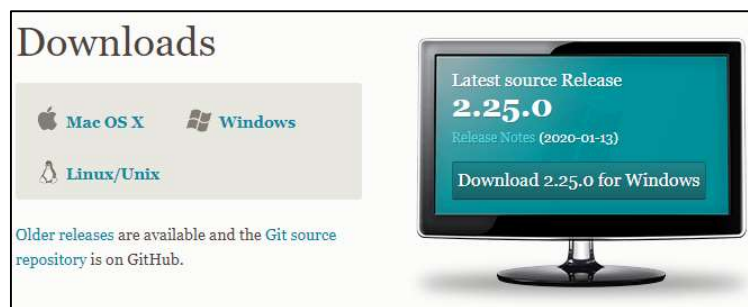 Downloads
Mac OS X
Windows
Linux/Unix
Older releases are available and the Git source
repository is on GitHub.
Latest source Release
2.25.0
Release Notes (2020-01-13)
Download 2.25.0 for Windows